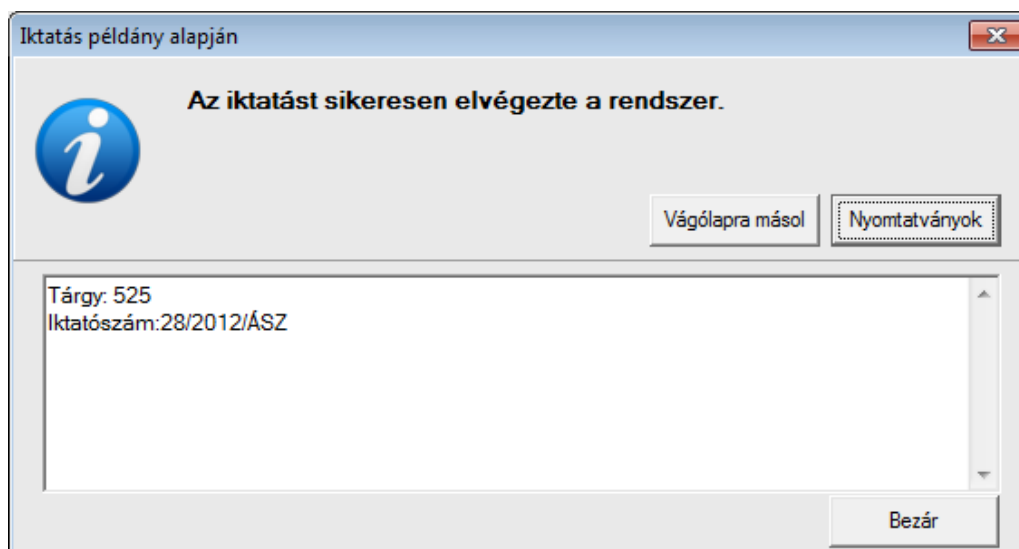 Iktatás példány alapján
Az iktatást sikeresen elvégezte a rendszer.
Vágólapra másol
Nyomtatványok
Tárgy: 525
Iktatószám:28/2012/ÁSZ
Bezár